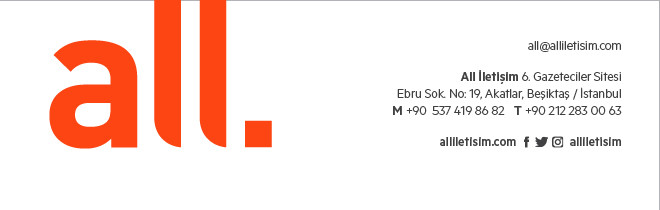 all.
all@alliletisim.com
All İletişim 6. Gazeteciler Sitesi
Ebru Sok. No: 19, Akatlar, Beşiktaş / İstanbul
M +90 537 419 86 82 T +90 212 283 00 63
alliletisim.com alliletisim